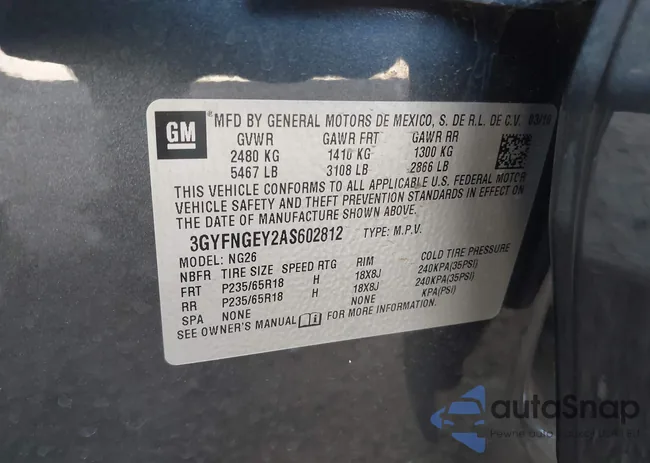 GM
MFD BY GENERAL MOTORS DE MEXICO, S. DE R.L. DE C.V.
GVWR GAWR FRT GAWR RR
2480 KG 1410 KG 1300 KG
5467 LB 3108 LB 2866 LB
THIS VEHICLE CONFORMS TO ALL APPLICABLE U.S. FEDERAL MOTOR
VEHICLE SAFETY AND THEFT PREVENTION STANDARDS IN EFFECT ON
THE DATE OF MANUFACTURE SHOWN ABOVE.
3GYFNGEY2AS602812 TYPE: M.P.V.
MODEL: NG26
NBFR TIRE SIZE SPEED RTG RIM COLD TIRE PRESSURE
FRT P235/65R18 H 18X8J 240KPA(35PSI)
RR P235/65R18 H 18X8J 240KPA(35PSI)
SPA NONE NONE KPA(PSI)
SEE OWNER'S MANUAL FOR MORE INFORMATION.
autoSnap
Pewne auto